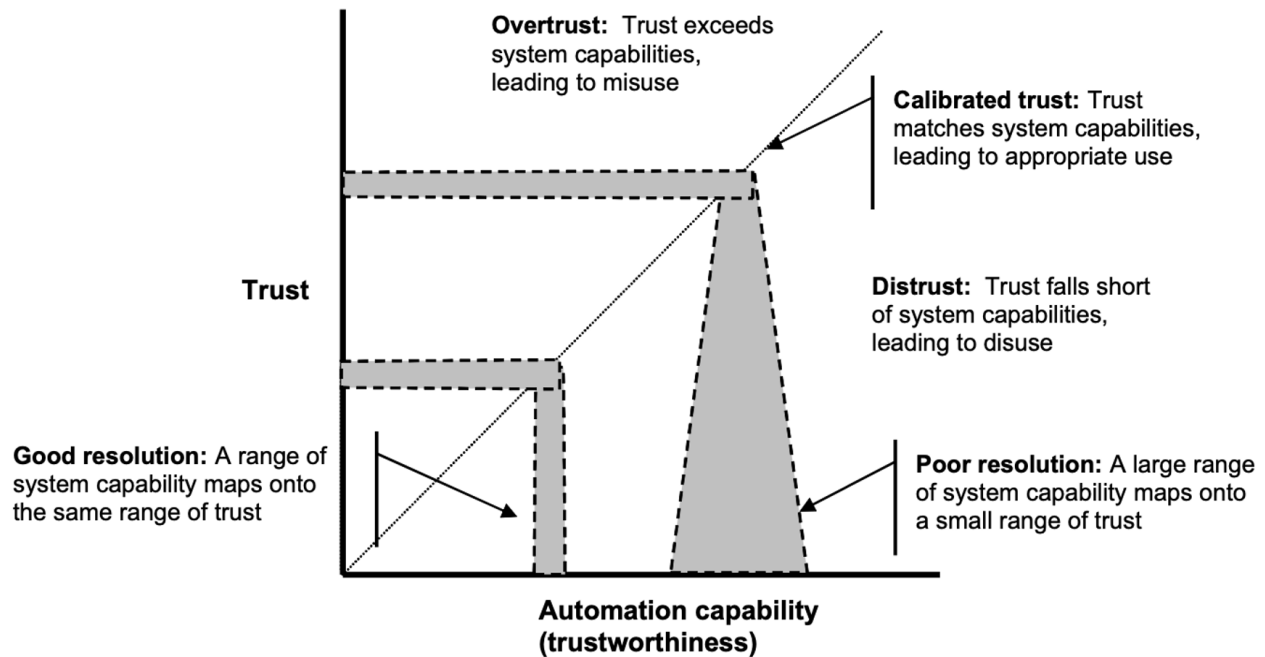 Overtrust: Trust exceeds
system capabilities,
leading to misuse
Calibrated trust: Trust
matches system capabilities,
leading to appropriate use
Trust
Distrust: Trust falls short
of system capabilities,
leading to disuse
Good resolution: A range of
system capability maps onto
the same range of trust
Poor resolution: A large range
of system capability maps onto
a small range of trust
Automation capability
(trustworthiness)